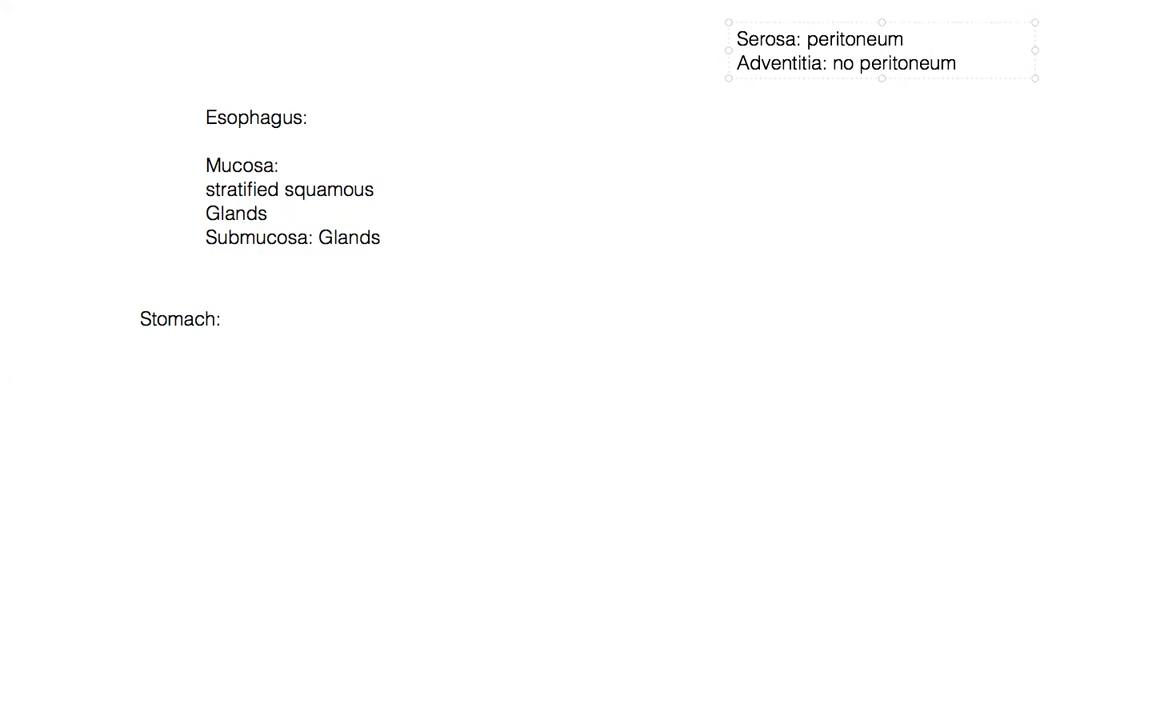 Serosa: peritoneum
Adventitia: no peritoneum
Esophagus:
Mucosa:
stratified squamous
Glands
Submucosa: Glands
Stomach: